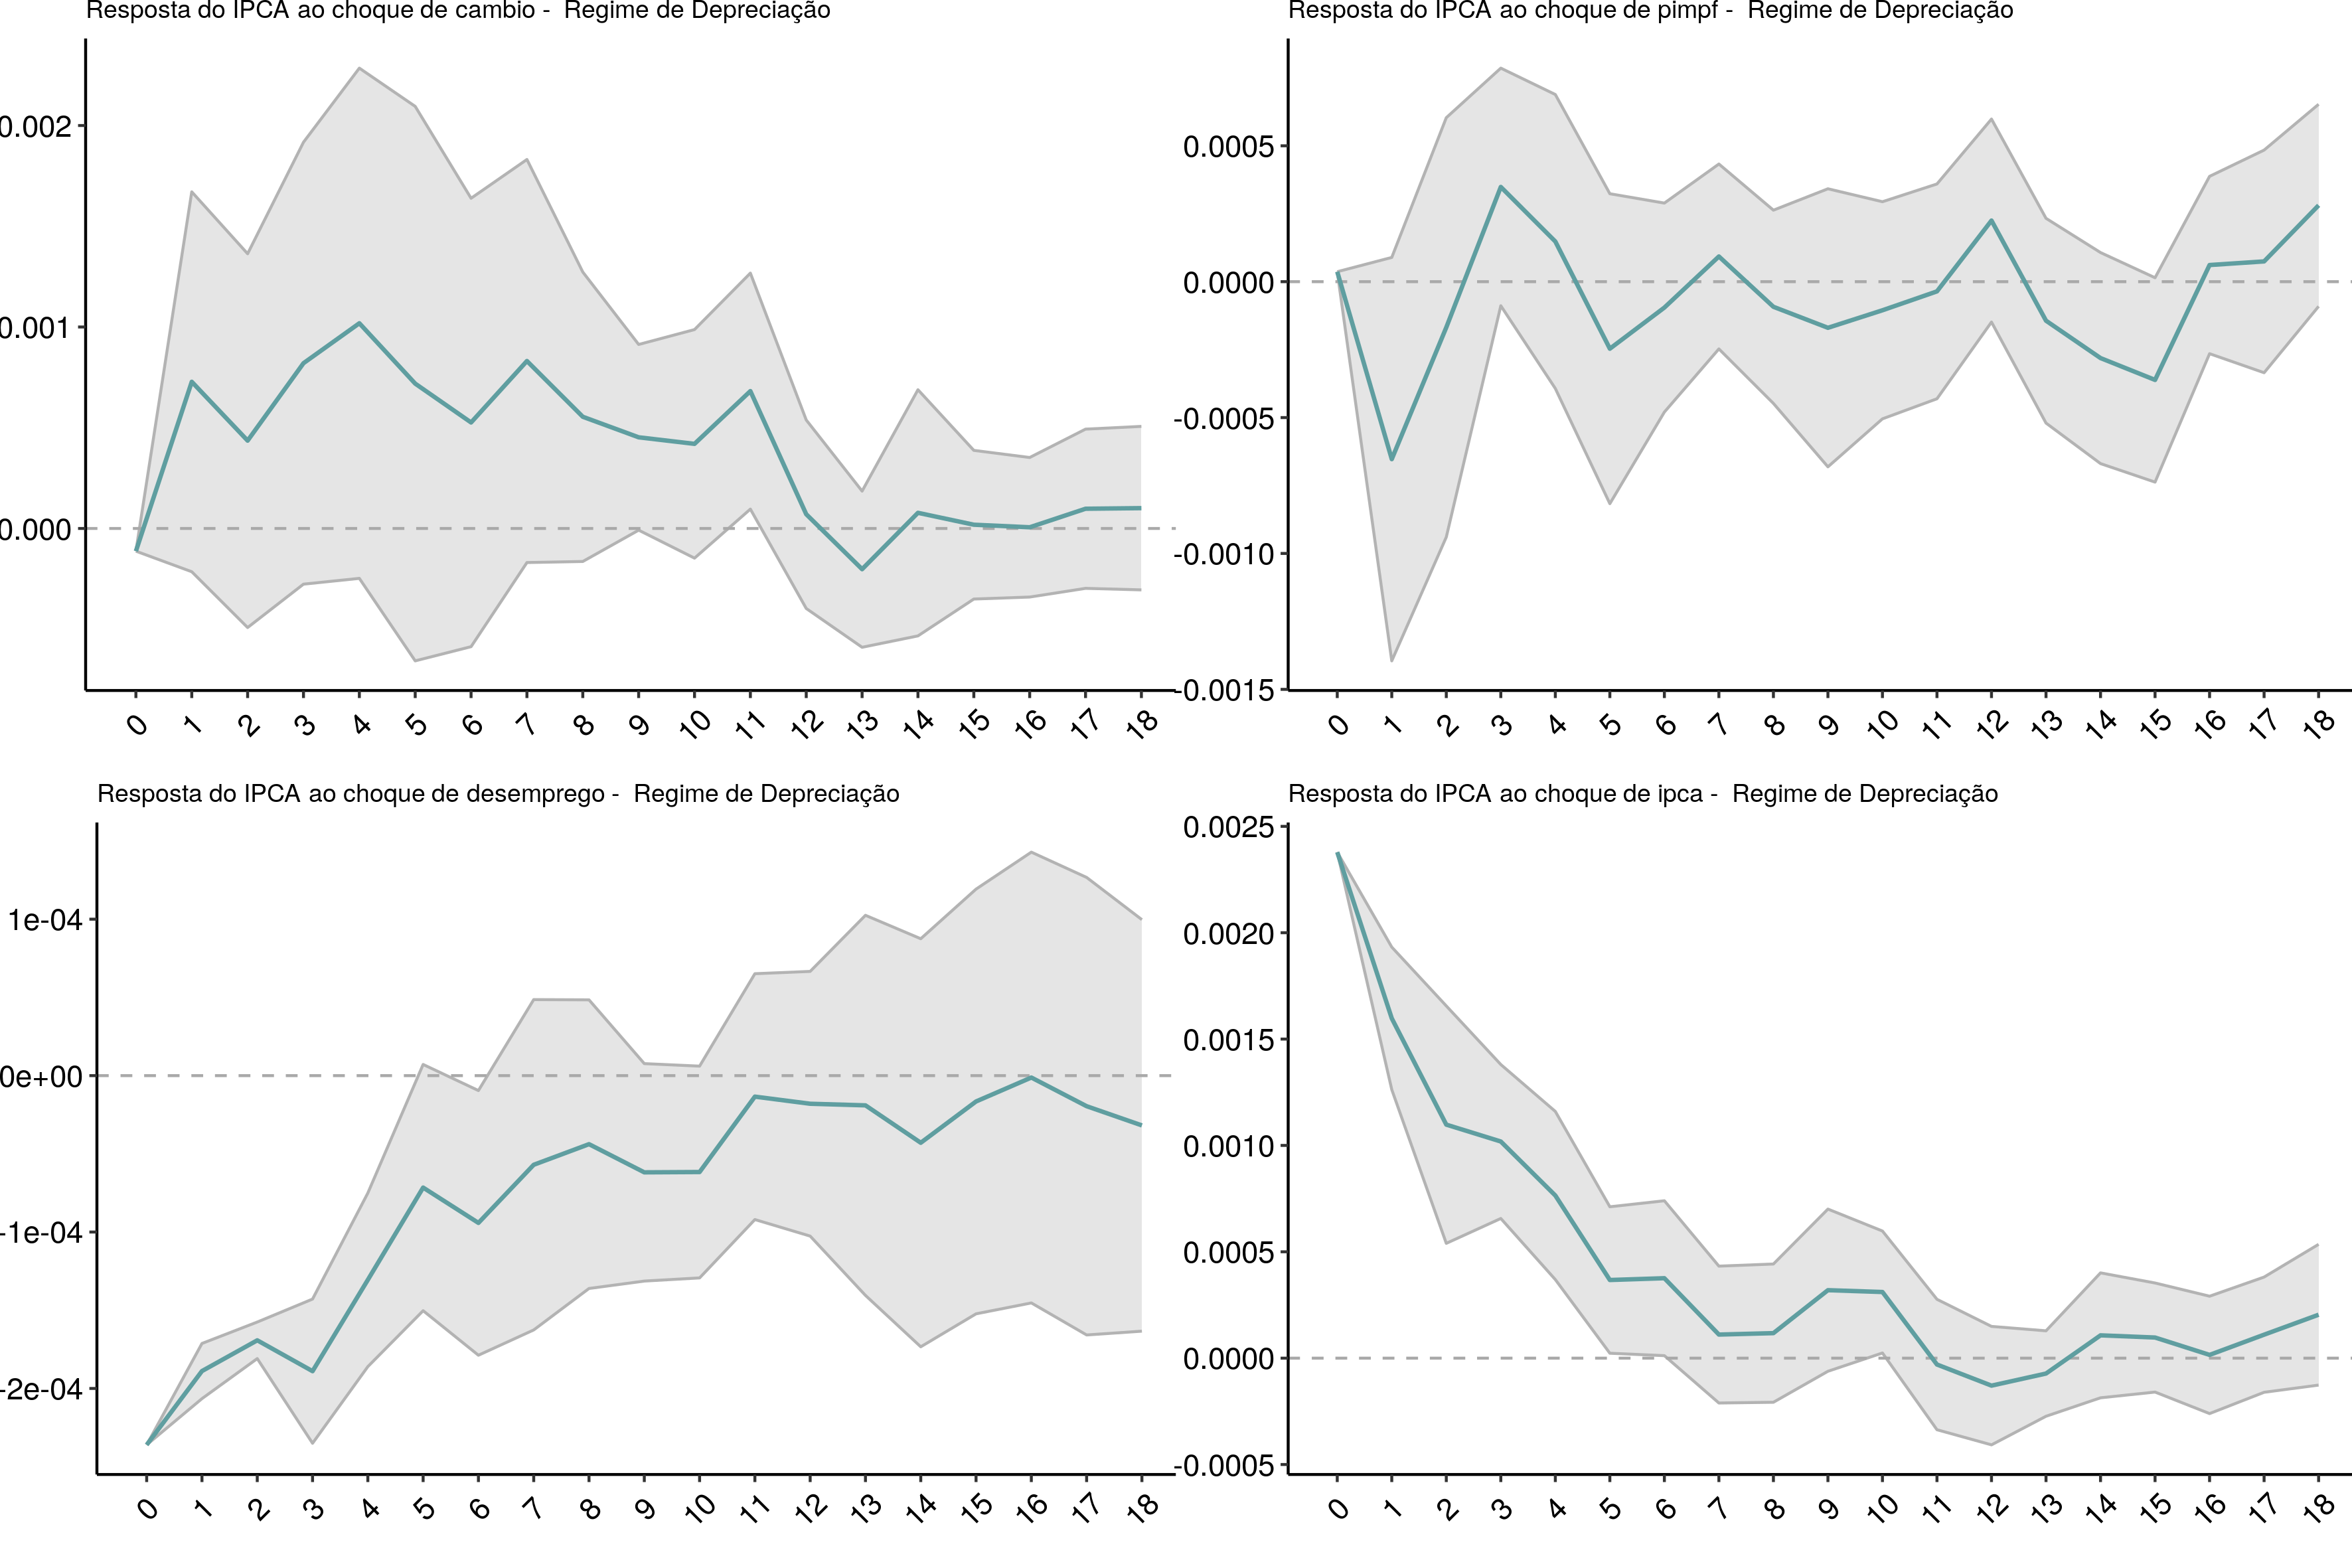 Resposta do IPCA ao choque de cambio -  Regime de Depreciação
0.002
0.001
0.000
0 1 2 3 4 5 6 7 8 9 10 11 12 13 14 15 16 17 18
Resposta do IPCA ao choque de pimpf -  Regime de Depreciação
0.0005
0.0000
-0.0005
-0.0010
-0.0015
0 1 2 3 4 5 6 7 8 9 10 11 12 13 14 15 16 17 18
Resposta do IPCA ao choque de desemprego -  Regime de Depreciação
1e-04
0e+00
-1e-04
-2e-04
0 1 2 3 4 5 6 7 8 9 10 11 12 13 14 15 16 17 18
Resposta do IPCA ao choque de ipca -  Regime de Depreciação
0.0025
0.0020
0.0015
0.0010
0.0005
0.0000
-0.0005
0 1 2 3 4 5 6 7 8 9 10 11 12 13 14 15 16 17 18